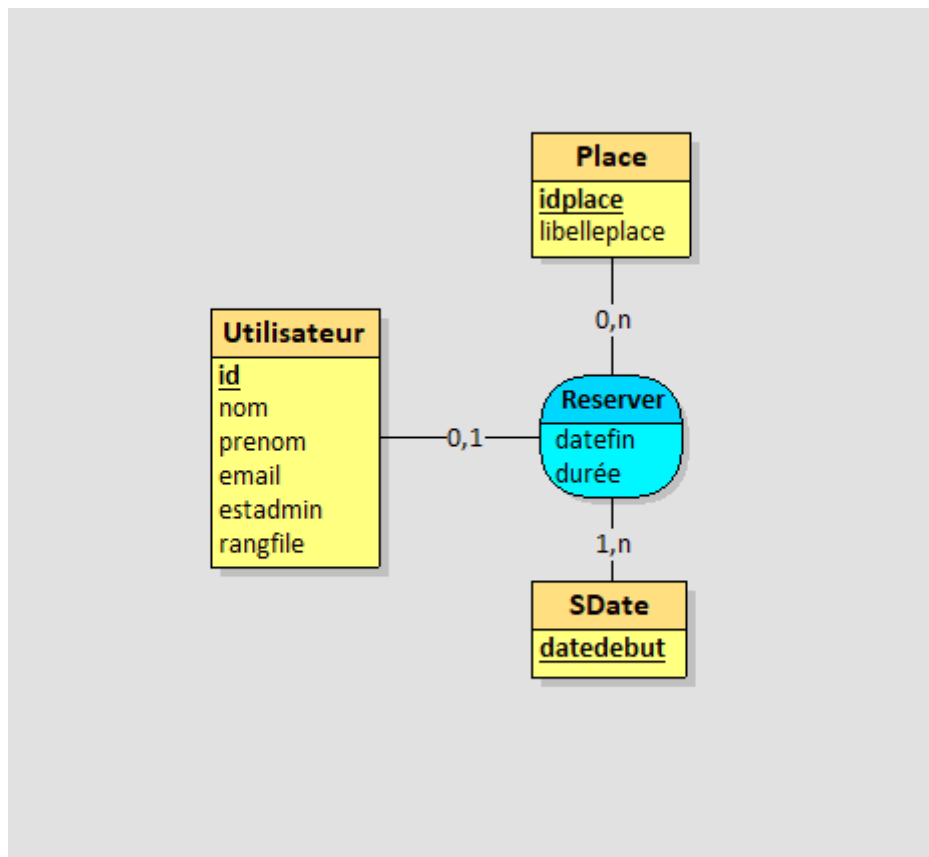 Place
idplace
libelleplace
0,n
Utilisateur
id
nom
prenom
email
estadmin
rangfile
0,1
Reserver
datefin
durée
1,n
SDate
datedebut